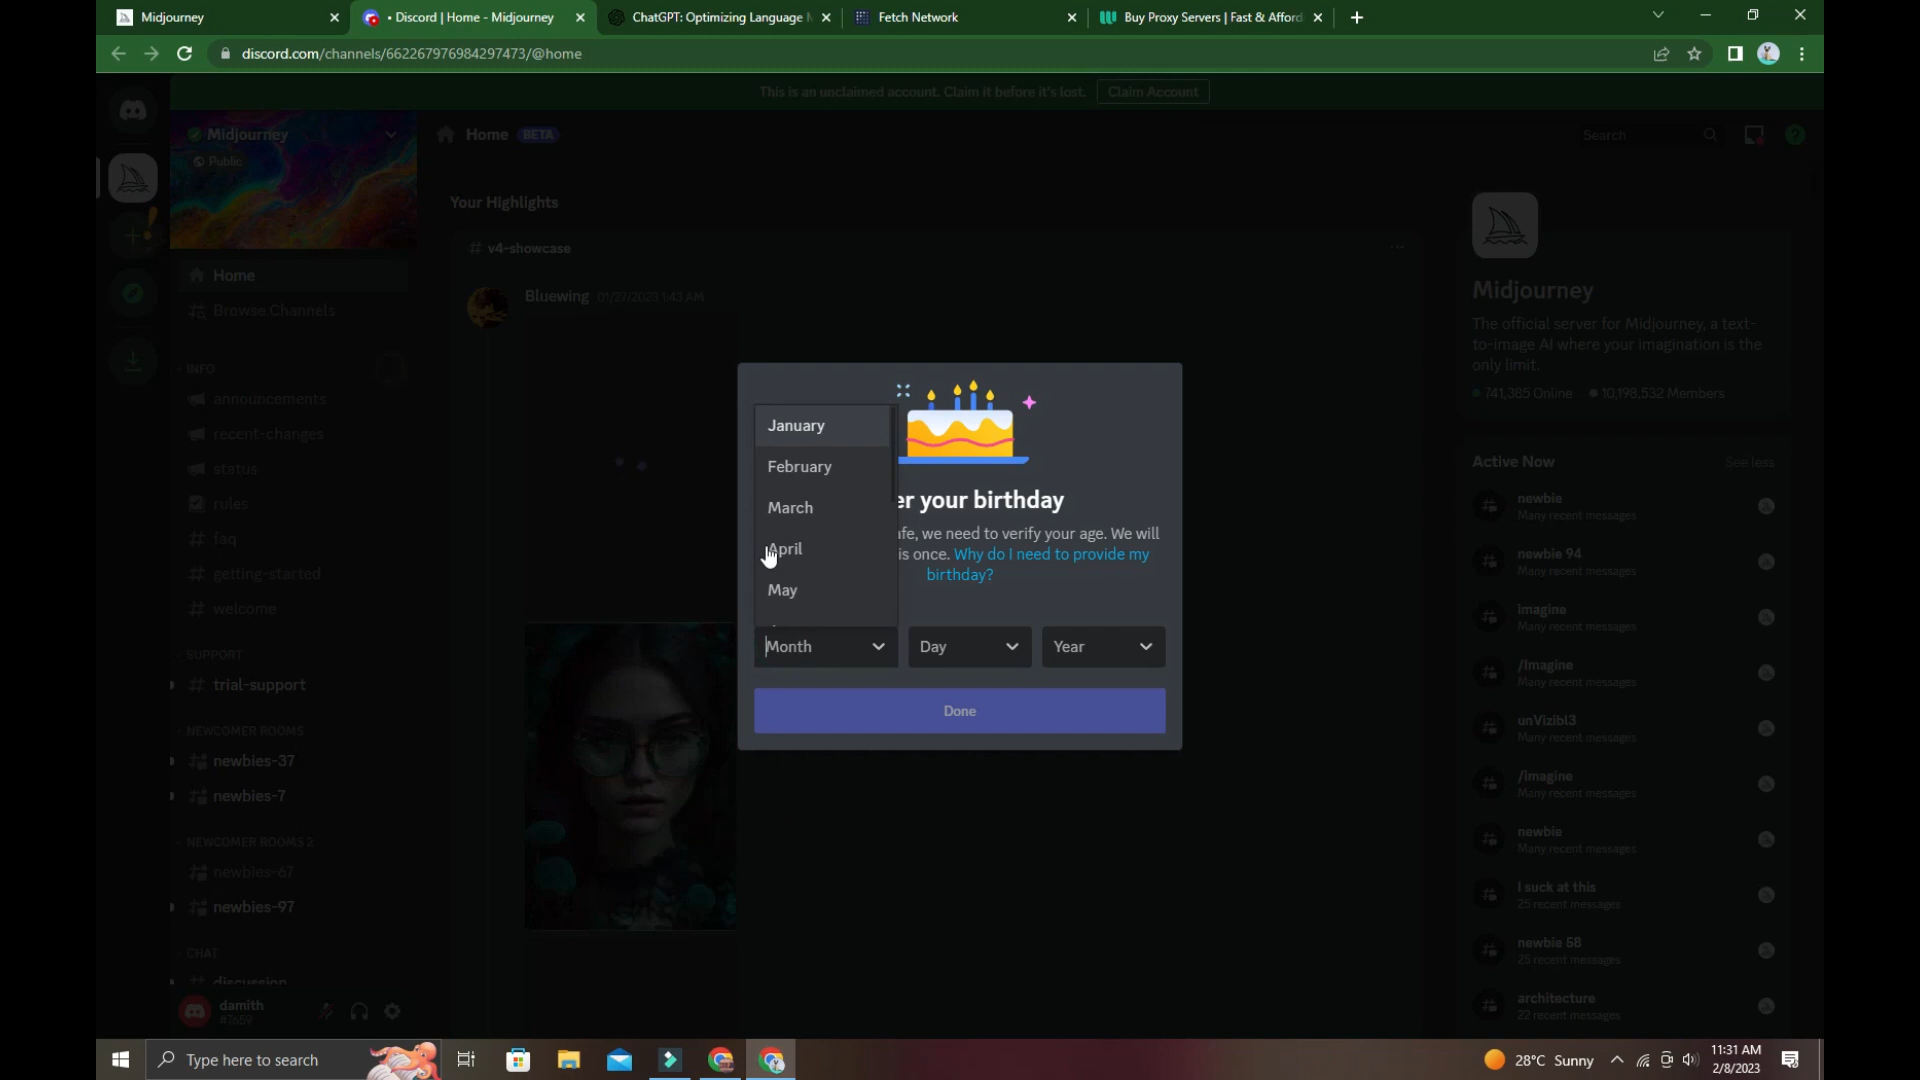 Midjourney
• Discord | Home - Midjourney
ChatGPT: Optimizing Language
Fetch Network
Buy Proxy Servers | Fast & Afford
discord.com/channels/662267976984297473/@home
This is an unclaimed account. Claim it before it's lost.
Claim Account
Midjourney
Public
Home BETA
Search
Your Highlights
v4-showcase
Bluewing 01/27/2023 1:43 AM
Home
Browse Channels
INFO
announcements
recent-changes
status
rules
faq
getting-started
welcome
SUPPORT
trial-support
NEWCOMER ROOMS
newbies-37
newbies-7
NEWCOMER ROOMS 2
newbies-67
newbies-97
CHAT
discussion
damith
#7659
January
February
March
April
May
er your birthday
afe, we need to verify your age. We will
is once. Why do I need to provide my
birthday?
Month
Day
Year
Done
Midjourney
The official server for Midjourney, a text-
to-image AI where your imagination is the
only limit.
741,385 Online
10,198,532 Members
Active Now
See less
newbie
Many recent messages
newbie 94
Many recent messages
imagine
Many recent messages
/Imagine
Many recent messages
unVizibl3
Many recent messages
/imagine
Many recent messages
newbie
Many recent messages
I suck at this
25 recent messages
newbie 58
25 recent messages
architecture
22 recent messages
Type here to search
28°C Sunny
11:31 AM
2/8/2023